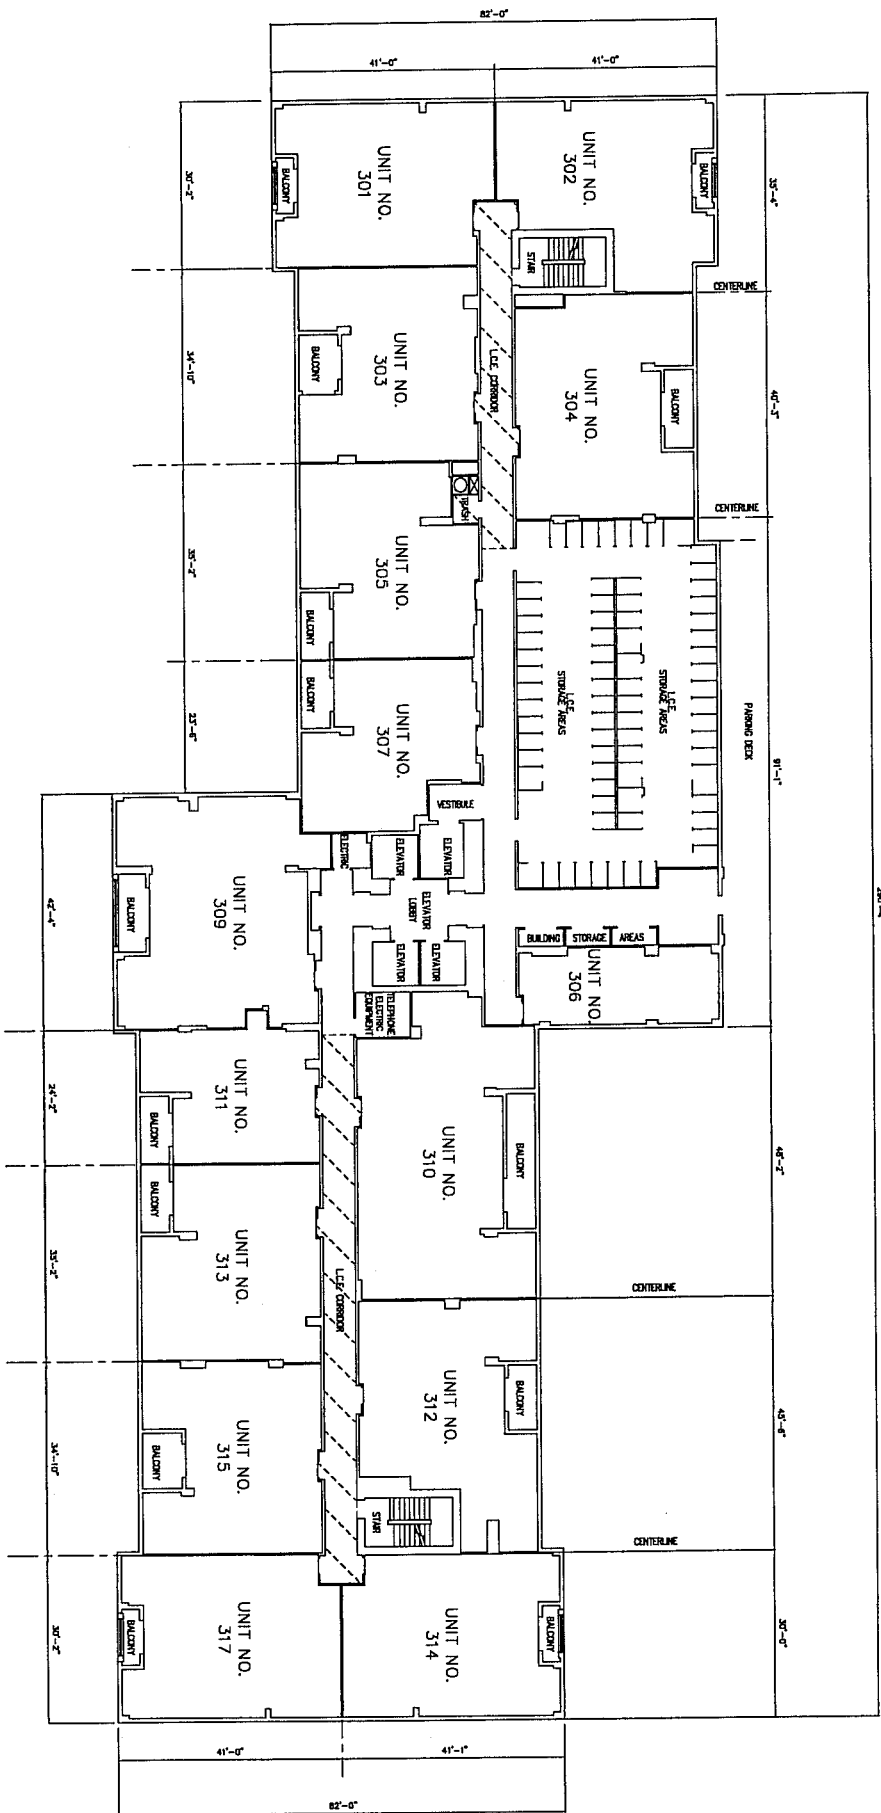 82'-0"
41'-0"
41'-0"
UNIT NO.
301
BALCONY
UNIT NO.
302
BALCONY
30'-2"
35'-4"
STAIR
CENTERLINE
UNIT NO.
303
BALCONY
34'-10"
L.C.E. CORRIDOR
UNIT NO.
304
BALCONY
40'-3"
CENTERLINE
TRASH
UNIT NO.
305
BALCONY
35'-2"
L.C.E.
STORAGE AREAS
L.C.E.
STORAGE AREAS
PARKING DECK
91'-1"
UNIT NO.
307
BALCONY
23'-6"
VESTIBULE
ELECTRIC
ELEVATOR
ELEVATOR
ELEVATOR
LOBBY
ELEVATOR
ELEVATOR
UNIT NO.
309
BALCONY
42'-4"
BUILDING
STORAGE
AREAS
UNIT NO.
306
TELEPHONE
ELECTRIC
EQUIPMENT
UNIT NO.
311
BALCONY
24'-2"
UNIT NO.
310
BALCONY
48'-2"
UNIT NO.
313
BALCONY
35'-2"
L.C.E. CORRIDOR
CENTERLINE
UNIT NO.
312
BALCONY
45'-6"
UNIT NO.
315
BALCONY
34'-10"
STAIR
CENTERLINE
UNIT NO.
317
BALCONY
30'-2"
UNIT NO.
314
BALCONY
30'-0"
41'-0"
41'-1"
82'-0"